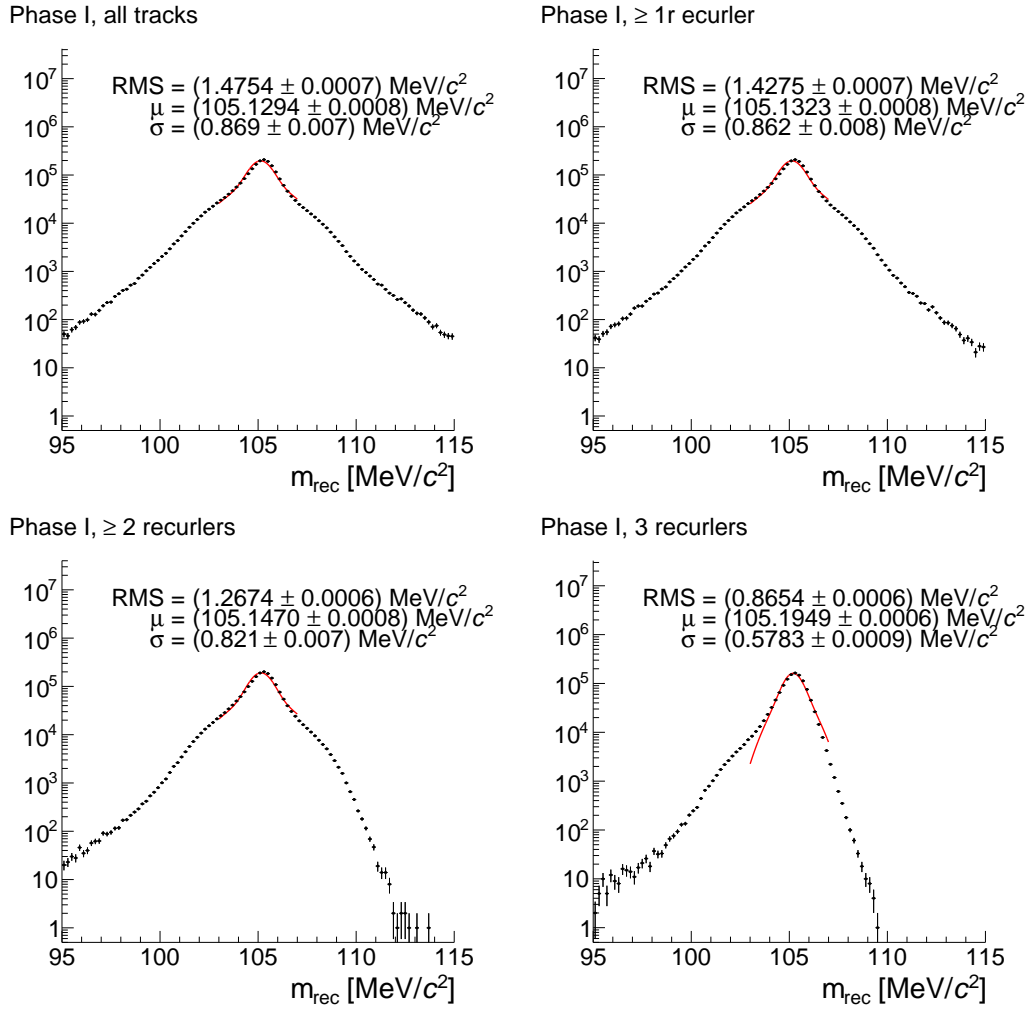 Phase I, all tracks
RMS = (1.4754 ± 0.0007) MeV/c²
μ = (105.1294 ± 0.0008) MeV/c²
σ = (0.869 ± 0.007) MeV/c²
10⁷
10⁶
10⁵
10⁴
10³
10²
10
1
95 100 105 110 115
m_rec [MeV/c²]
Phase I, ≥ 1r ecurler
RMS = (1.4275 ± 0.0007) MeV/c²
μ = (105.1323 ± 0.0008) MeV/c²
σ = (0.862 ± 0.008) MeV/c²
10⁷
10⁶
10⁵
10⁴
10³
10²
10
1
95 100 105 110 115
m_rec [MeV/c²]
Phase I, ≥ 2 recurlers
RMS = (1.2674 ± 0.0006) MeV/c²
μ = (105.1470 ± 0.0008) MeV/c²
σ = (0.821 ± 0.007) MeV/c²
10⁷
10⁶
10⁵
10⁴
10³
10²
10
1
95 100 105 110 115
m_rec [MeV/c²]
Phase I, 3 recurlers
RMS = (0.8654 ± 0.0006) MeV/c²
μ = (105.1949 ± 0.0006) MeV/c²
σ = (0.5783 ± 0.0009) MeV/c²
10⁷
10⁶
10⁵
10⁴
10³
10²
10
1
95 100 105 110 115
m_rec [MeV/c²]